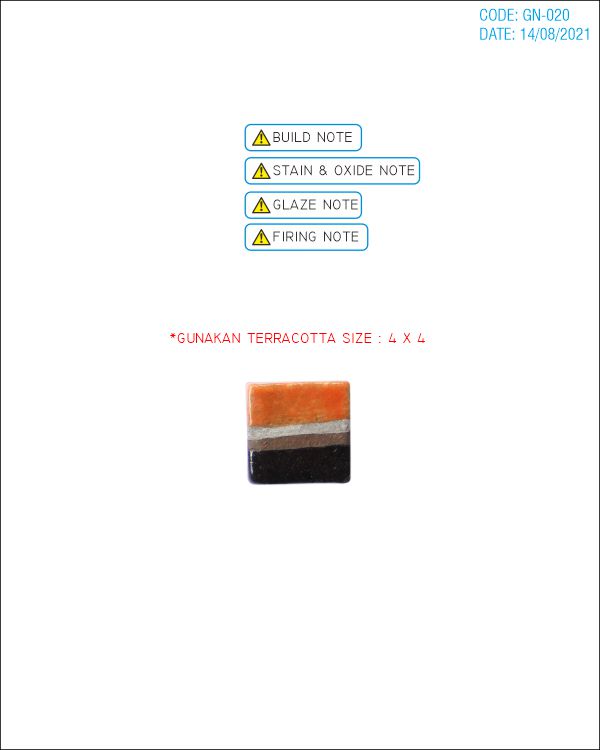 CODE: GN-020
DATE: 14/08/2021
BUILD NOTE
STAIN & OXIDE NOTE
GLAZE NOTE
FIRING NOTE
*GUNAKAN TERRACOTTA SIZE : 4 X 4